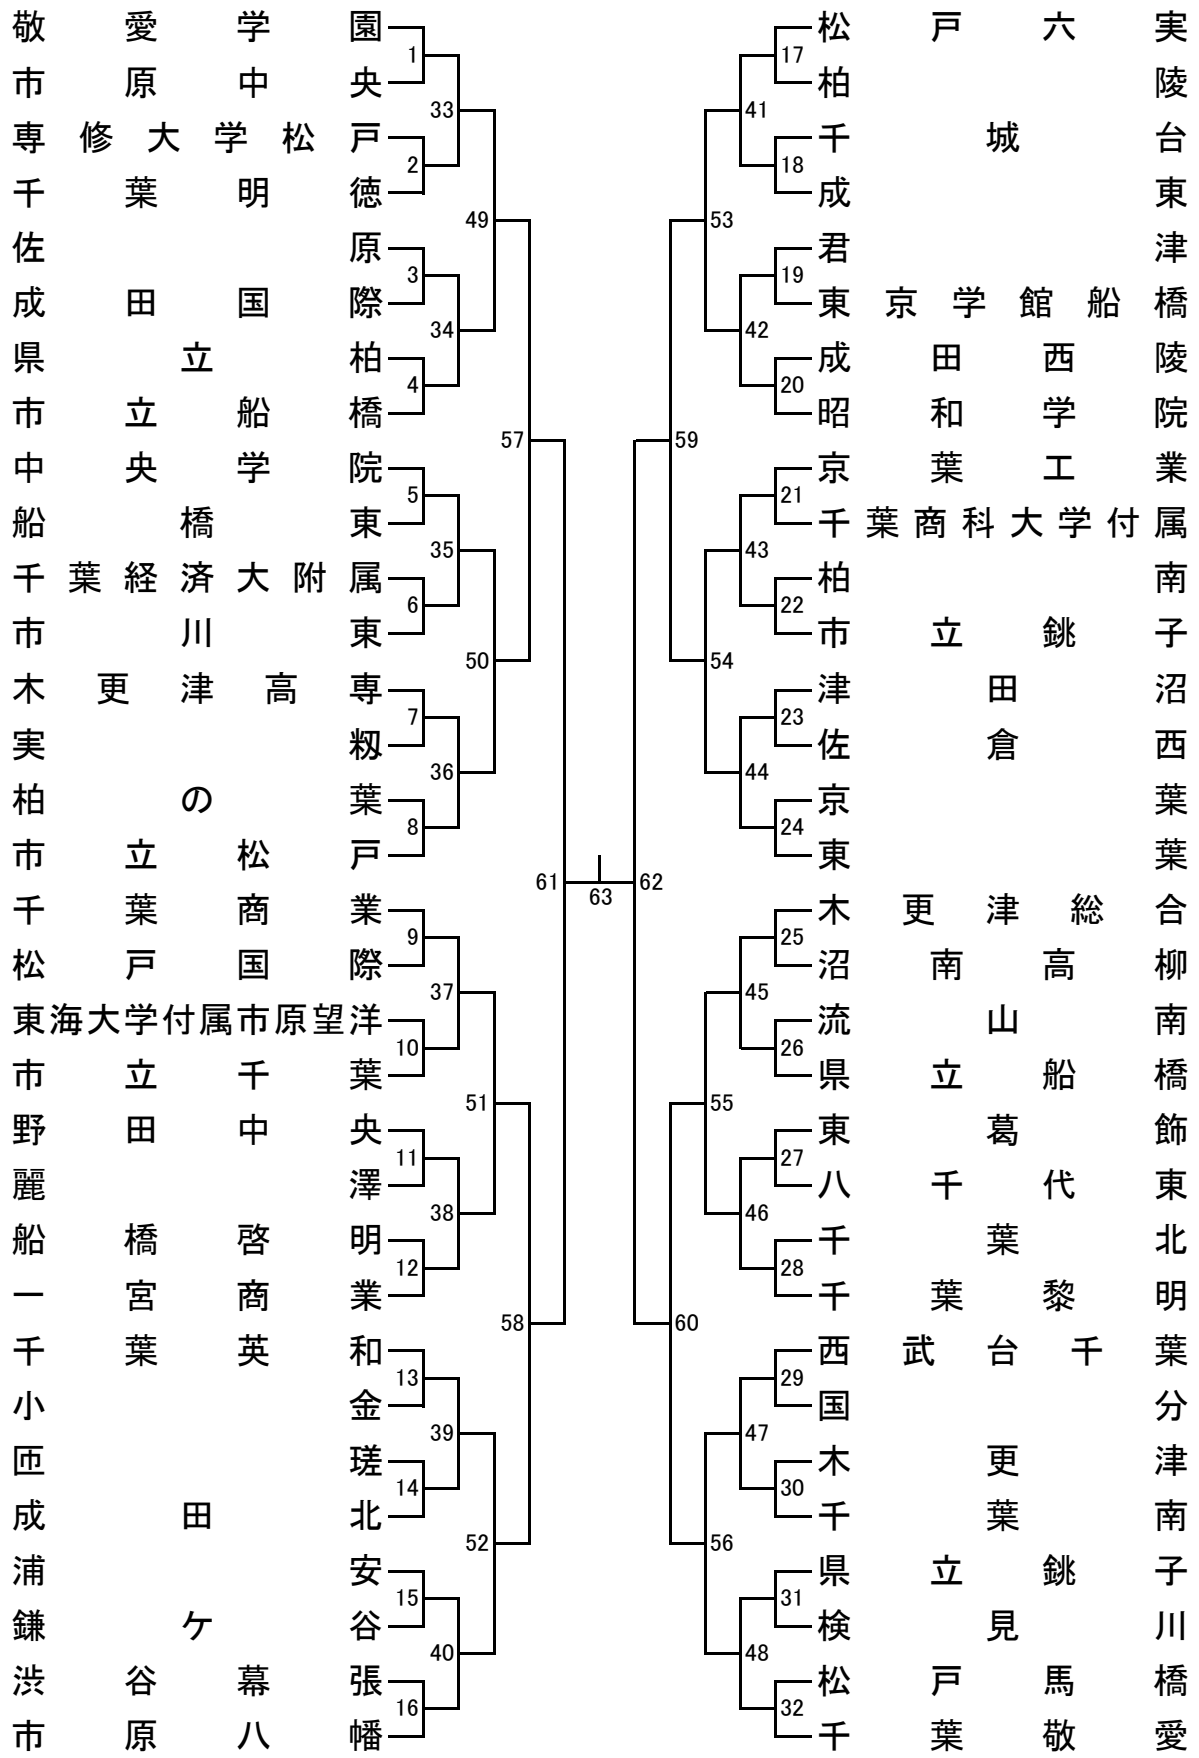 敬愛学園
1
市原中央
33
専修大学松戸
2
千葉明徳
49
佐原
3
成田国際
34
県立柏
4
市立船橋
57
中央学院
5
船橋東
35
千葉経済大附属
6
市川東
50
木更津高専
7
実籾
36
柏の葉
8
市立松戸
61
千葉商業
9
松戸国際
37
東海大学付属市原望洋
10
市立千葉
51
野田中央
11
麗澤
38
船橋啓明
12
一宮商業
58
千葉英和
13
小金
39
匝瑳
14
成田北
52
浦安
15
鎌ケ谷
40
渋谷幕張
16
市原八幡
63
松戸六実
17
柏陵
41
千城台
18
成東
53
君津
19
東京学館船橋
42
成田西陵
20
昭和学院
59
京葉工業
21
千葉商科大学付属
43
柏南
22
市立銚子
54
津田沼
23
佐倉西
44
京葉
24
東葉
62
木更津総合
25
沼南高柳
45
流山南
26
県立船橋
55
東葛飾
27
八千代東
46
千葉北
28
千葉黎明
60
西武台千葉
29
国分
47
木更津
30
千葉南
56
県立銚子
31
検見川
48
松戸馬橋
32
千葉敬愛